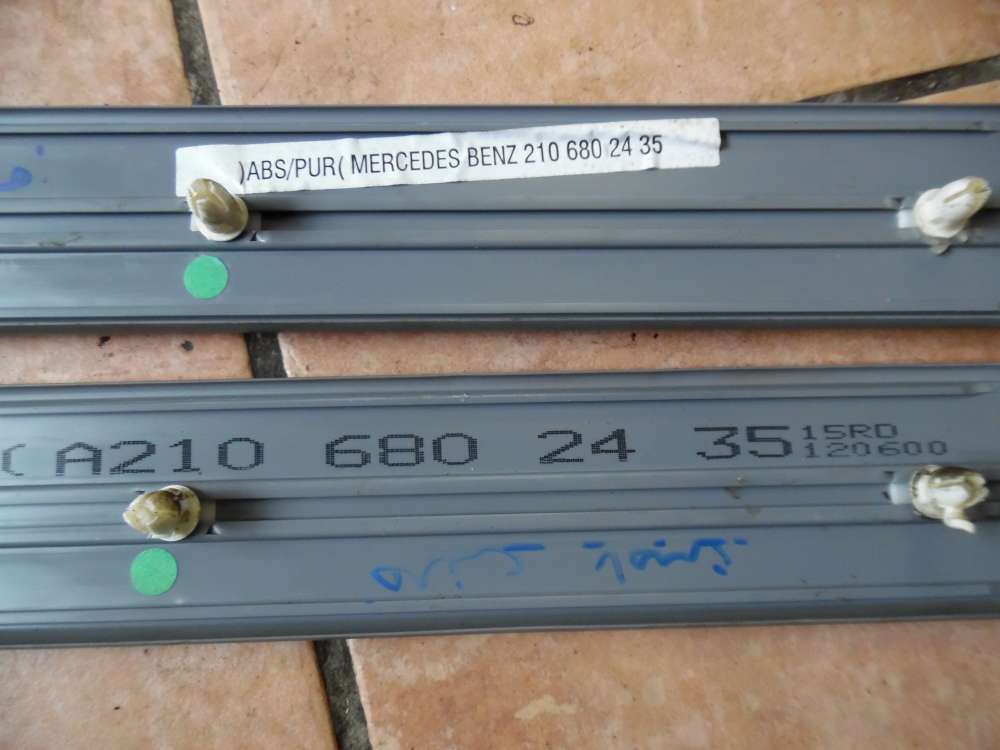 )ABS/PUR( MERCEDES BENZ 210 680 24 35
(A210 680 24 35
15RD
120600